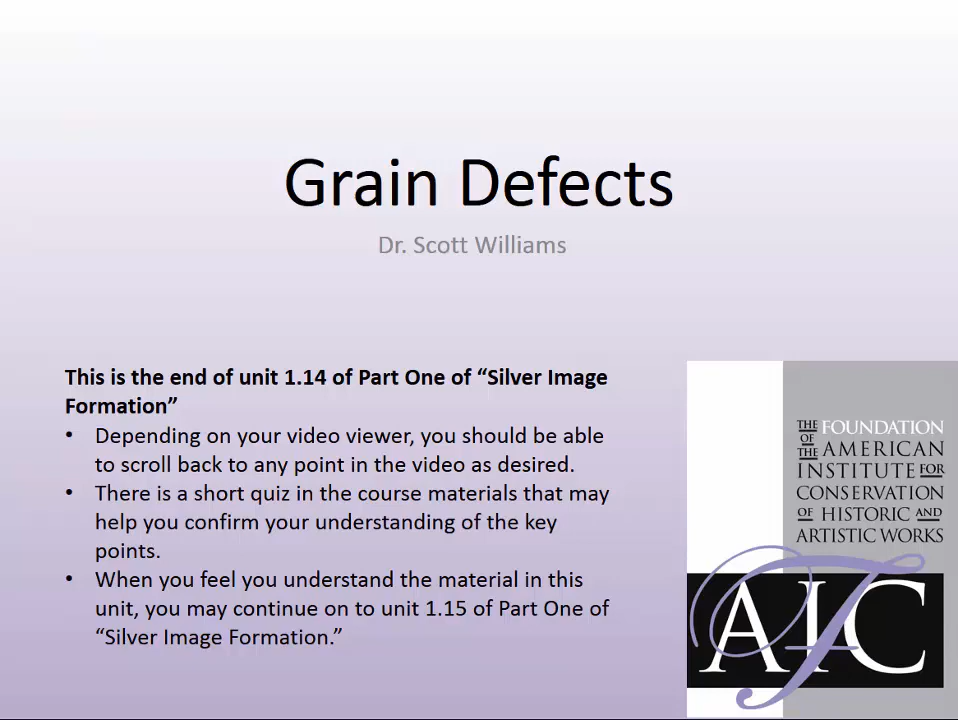 Grain Defects
Dr. Scott Williams
This is the end of unit 1.14 of Part One of “Silver Image
Formation”
• Depending on your video viewer, you should be able
to scroll back to any point in the video as desired.
• There is a short quiz in the course materials that may
help you confirm your understanding of the key
points.
• When you feel you understand the material in this
unit, you may continue on to unit 1.15 of Part One of
“Silver Image Formation.”
THE FOUNDATION
OF
THE AMERICAN
INSTITUTE FOR
CONSERVATION
OF HISTORIC AND
ARTISTIC WORKS
F
AIC